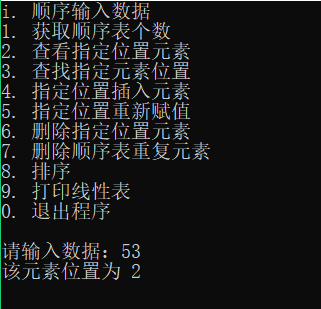 i. 顺序输入数据
1. 获取顺序表个数
2. 查看指定位置元素
3. 查找指定元素位置
4. 指定位置插入元素
5. 指定位置重新赋值
6. 删除指定位置元素
7. 删除顺序表重复元素
8. 排序
9. 打印线性表
0. 退出程序
请输入数据：53
该元素位置为 2